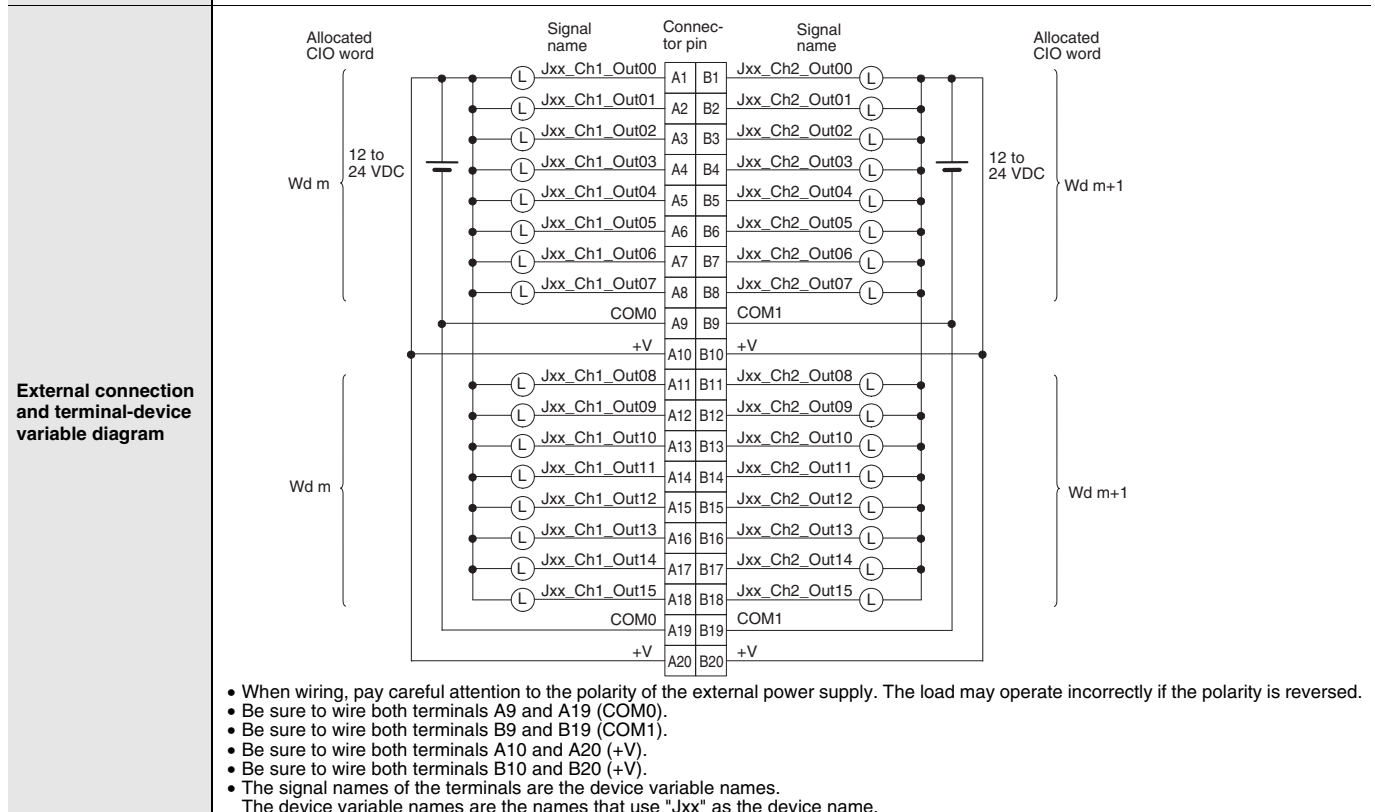 Allocated
CIO word
Signal
name
Connec-
tor pin
Signal
name
Allocated
CIO word
L Jxx_Ch1_Out00 A1 B1 Jxx_Ch2_Out00 L
L Jxx_Ch1_Out01 A2 B2 Jxx_Ch2_Out01 L
L Jxx_Ch1_Out02 A3 B3 Jxx_Ch2_Out02 L
12 to
24 VDC
L Jxx_Ch1_Out03 A4 B4 Jxx_Ch2_Out03 L
12 to
24 VDC
Wd m
L Jxx_Ch1_Out04 A5 B5 Jxx_Ch2_Out04 L
Wd m+1
L Jxx_Ch1_Out05 A6 B6 Jxx_Ch2_Out05 L
L Jxx_Ch1_Out06 A7 B7 Jxx_Ch2_Out06 L
L Jxx_Ch1_Out07 A8 B8 Jxx_Ch2_Out07 L
COM0 A9 B9 COM1
+V A10 B10 +V
External connection
and terminal-device
variable diagram
L Jxx_Ch1_Out08 A11 B11 Jxx_Ch2_Out08 L
L Jxx_Ch1_Out09 A12 B12 Jxx_Ch2_Out09 L
L Jxx_Ch1_Out10 A13 B13 Jxx_Ch2_Out10 L
L Jxx_Ch1_Out11 A14 B14 Jxx_Ch2_Out11 L
Wd m
Wd m+1
L Jxx_Ch1_Out12 A15 B15 Jxx_Ch2_Out12 L
L Jxx_Ch1_Out13 A16 B16 Jxx_Ch2_Out13 L
L Jxx_Ch1_Out14 A17 B17 Jxx_Ch2_Out14 L
L Jxx_Ch1_Out15 A18 B18 Jxx_Ch2_Out15 L
COM0 A19 B19 COM1
+V A20 B20 +V
• When wiring, pay careful attention to the polarity of the external power supply. The load may operate incorrectly if the polarity is reversed.
• Be sure to wire both terminals A9 and A19 (COM0).
• Be sure to wire both terminals B9 and B19 (COM1).
• Be sure to wire both terminals A10 and A20 (+V).
• Be sure to wire both terminals B10 and B20 (+V).
• The signal names of the terminals are the device variable names.
The device variable names are the names that use "Jxx" as the device name.